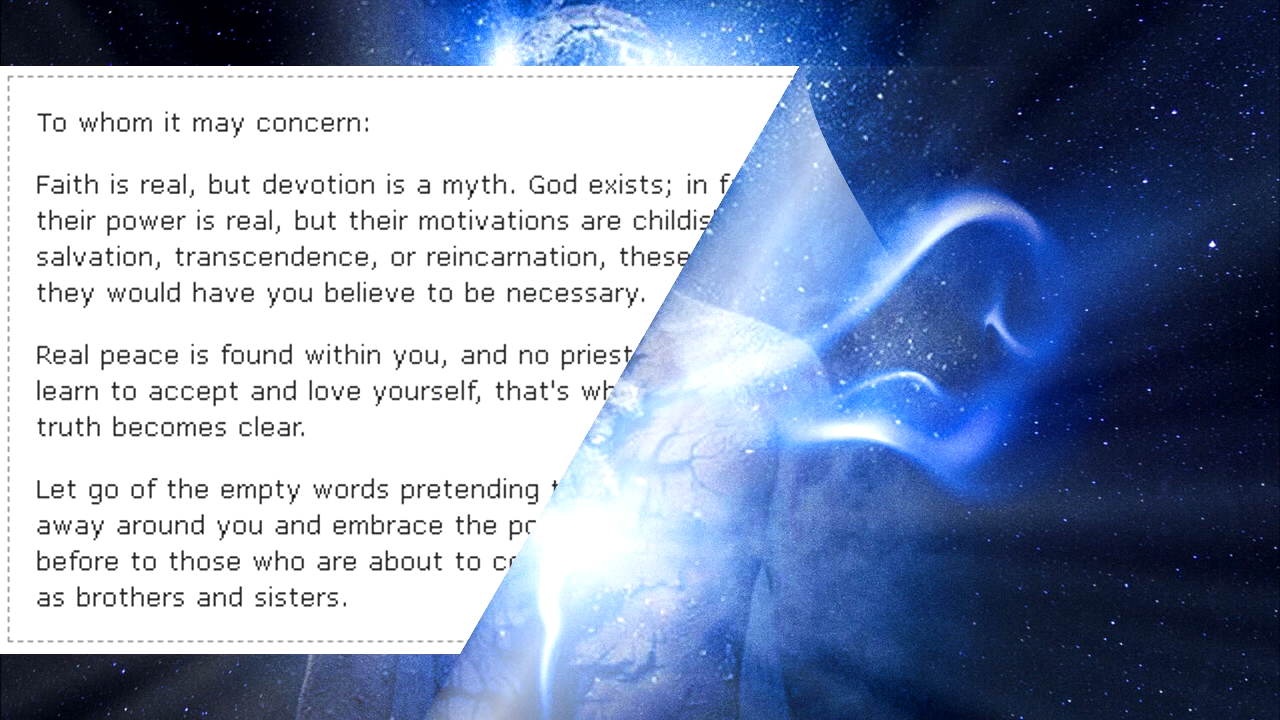 To whom it may concern:
Faith is real, but devotion is a myth. God exists; in
their power is real, but their motivations are
salvation, transcendence, or reincarnation, these
they would have you believe to be necessary.
Real peace is found within you, and no
learn to accept and love yourself, that's
truth becomes clear.
Let go of the empty words pretending
away around you and embrace the
before to those who are about to
as brothers and sisters.